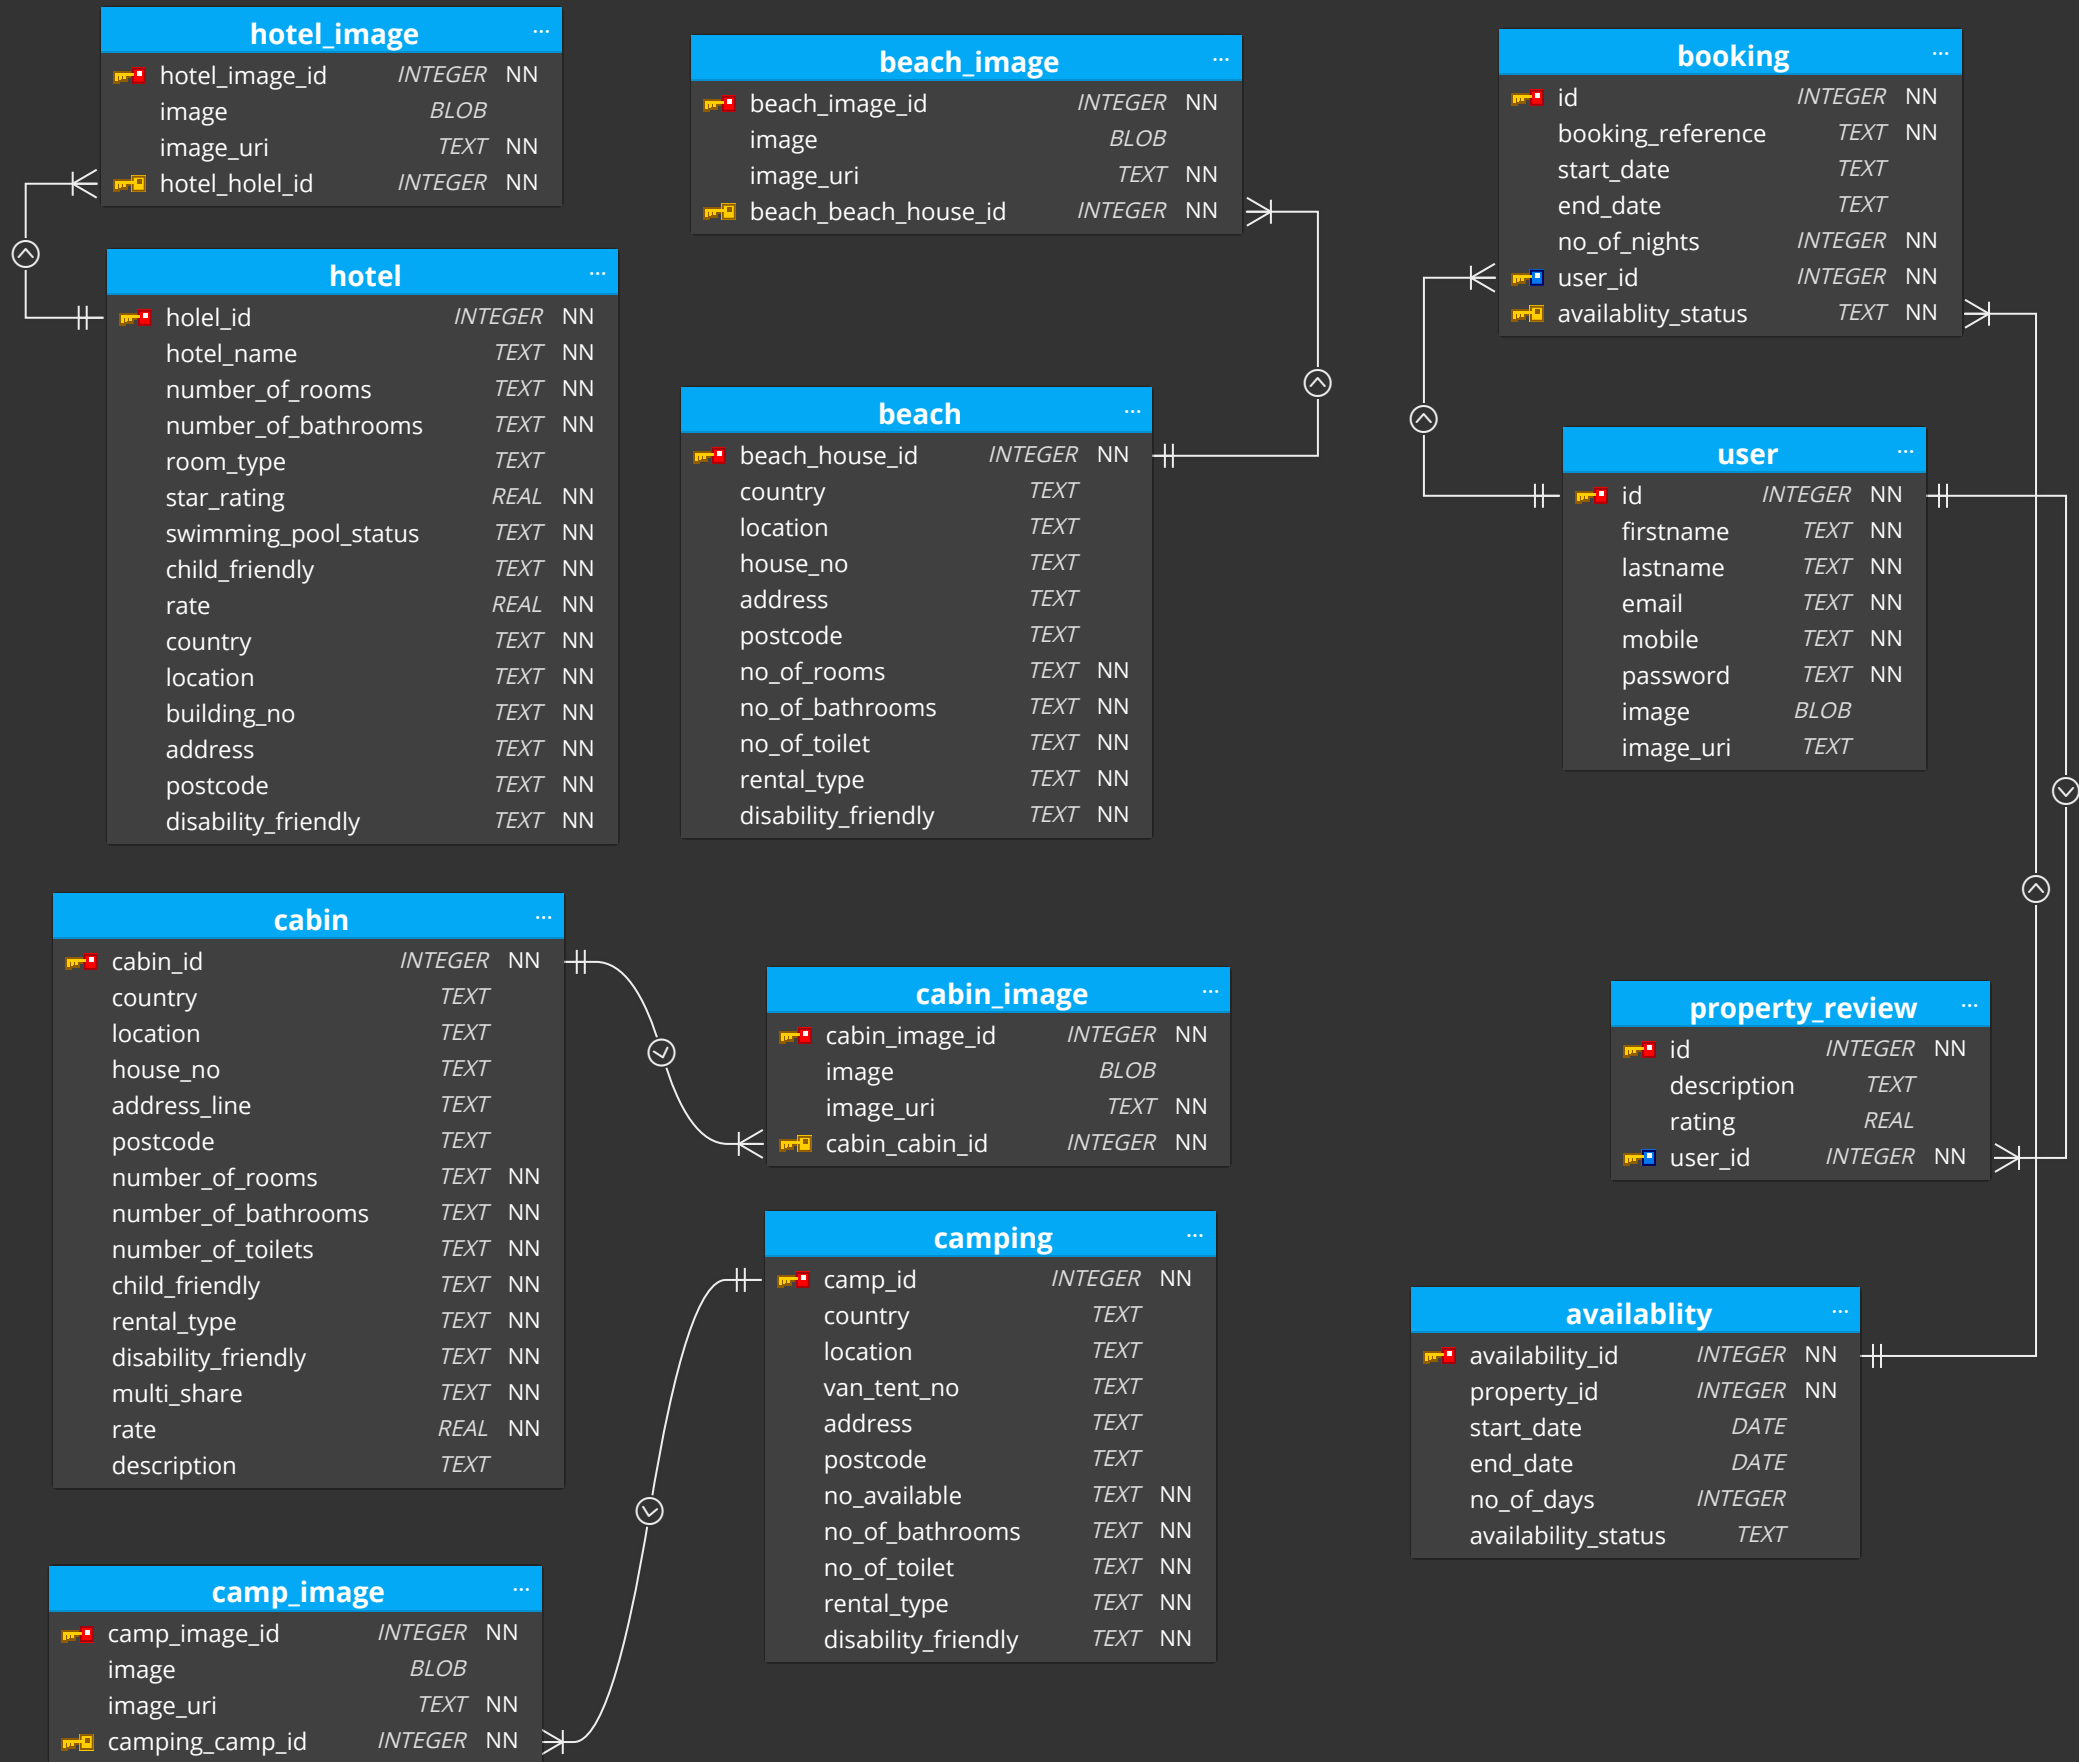 hotel_image ...
hotel_image_id INTEGER NN
image BLOB
image_uri TEXT NN
hotel_holel_id INTEGER NN
beach_image ...
beach_image_id INTEGER NN
image BLOB
image_uri TEXT NN
beach_beach_house_id INTEGER NN
booking ...
id INTEGER NN
booking_reference TEXT NN
start_date TEXT
end_date TEXT
no_of_nights INTEGER NN
user_id INTEGER NN
availablity_status TEXT NN
hotel ...
holel_id INTEGER NN
hotel_name TEXT NN
number_of_rooms TEXT NN
number_of_bathrooms TEXT NN
room_type TEXT
star_rating REAL NN
swimming_pool_status TEXT NN
child_friendly TEXT NN
rate REAL NN
country TEXT NN
location TEXT NN
building_no TEXT NN
address TEXT NN
postcode TEXT NN
disability_friendly TEXT NN
beach ...
beach_house_id INTEGER NN
country TEXT
location TEXT
house_no TEXT
address TEXT
postcode TEXT
no_of_rooms TEXT NN
no_of_bathrooms TEXT NN
no_of_toilet TEXT NN
rental_type TEXT NN
disability_friendly TEXT NN
user ...
id INTEGER NN
firstname TEXT NN
lastname TEXT NN
email TEXT NN
mobile TEXT NN
password TEXT NN
image BLOB
image_uri TEXT
cabin ...
cabin_id INTEGER NN
country TEXT
location TEXT
house_no TEXT
address_line TEXT
postcode TEXT
number_of_rooms TEXT NN
number_of_bathrooms TEXT NN
number_of_toilets TEXT NN
child_friendly TEXT NN
rental_type TEXT NN
disability_friendly TEXT NN
multi_share TEXT NN
rate REAL NN
description TEXT
cabin_image ...
cabin_image_id INTEGER NN
image BLOB
image_uri TEXT NN
cabin_cabin_id INTEGER NN
property_review ...
id INTEGER NN
description TEXT
rating REAL
user_id INTEGER NN
camping ...
camp_id INTEGER NN
country TEXT
location TEXT
van_tent_no TEXT
address TEXT
postcode TEXT
no_available TEXT NN
no_of_bathrooms TEXT NN
no_of_toilet TEXT NN
rental_type TEXT NN
disability_friendly TEXT NN
availablity ...
availability_id INTEGER NN
property_id INTEGER NN
start_date DATE
end_date DATE
no_of_days INTEGER
availability_status TEXT
camp_image ...
camp_image_id INTEGER NN
image BLOB
image_uri TEXT NN
camping_camp_id INTEGER NN